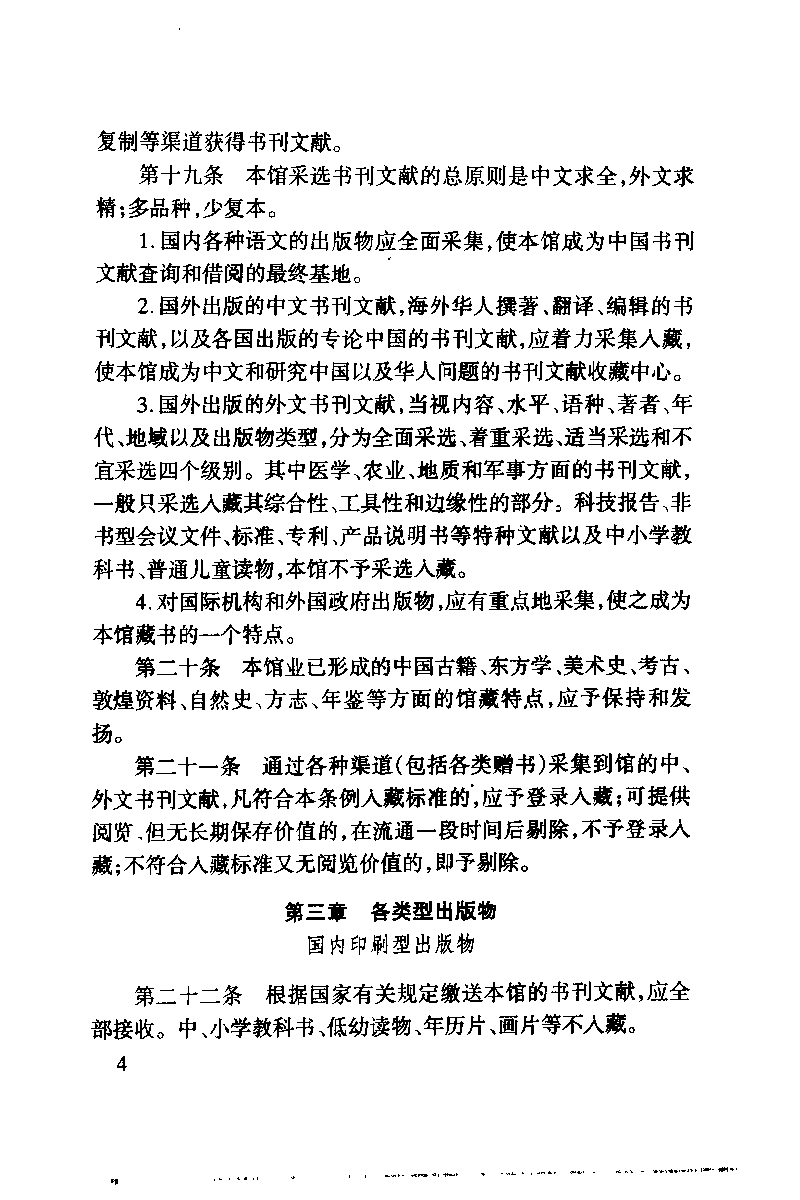 复制等渠道获得书刊文献。
第十九条　本馆采选书刊文献的总原则是中文求全,外文求
精;多品种,少复本。
1.国内各种语文的出版物应全面采集,使本馆成为中国书刊
文献查询和借阅的最终基地。
2.国外出版的中文书刊文献,海外华人撰著、翻译、编辑的书
刊文献,以及各国出版的专论中国的书刊文献,应着力采集入藏,
使本馆成为中文和研究中国以及华人问题的书刊文献收藏中心。
3.国外出版的外文书刊文献,当视内容、水平、语种、著者、年
代、地域以及出版物类型,分为全面采选、着重采选、适当采选和不
宜采选四个级别。其中医学、农业、地质和军事方面的书刊文献,
一般只采选入藏其综合性、工具性和边缘性的部分。科技报告、非
书型会议文件、标准、专利、产品说明书等特种文献以及中小学教
科书、普通儿童读物,本馆不予采选入藏。
4.对国际机构和外国政府出版物,应有重点地采集,使之成为
本馆藏书的一个特点。
第二十条　本馆业已形成的中国古籍、东方学、美术史、考古、
敦煌资料、自然史、方志、年鉴等方面的馆藏特点,应予保持和发
扬。
第二十一条　通过各种渠道(包括各类赠书)采集到馆的中、
外文书刊文献,凡符合本条例入藏标准的,应予登录入藏;可提供
阅览、但无长期保存价值的,在流通一段时间后剔除,不予登录入
藏;不符合入藏标准又无阅览价值的,即予剔除。
第三章　各类型出版物
国内印刷型出版物
第二十二条　根据国家有关规定缴送本馆的书刊文献,应全
部接收。中、小学教科书、低幼读物、年历片、画片等不入藏。
4